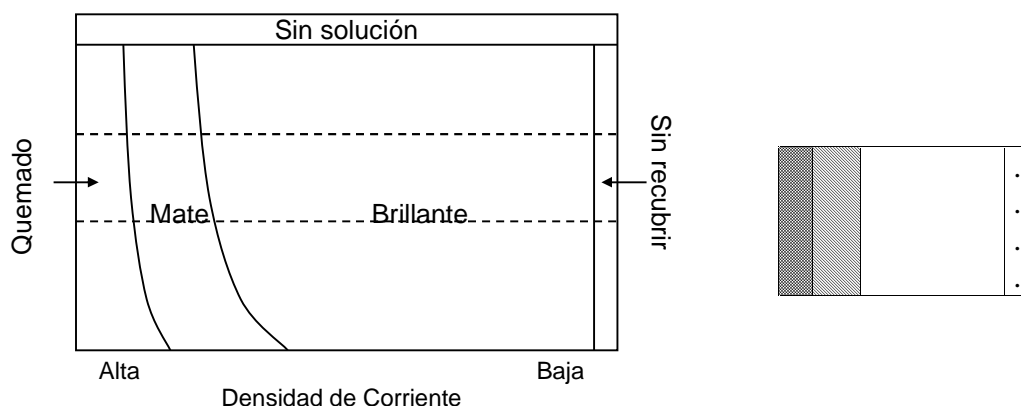 Sin solución
Quemado
Mate
Brillante
Sin recubrir
Alta
Baja
Densidad de Corriente